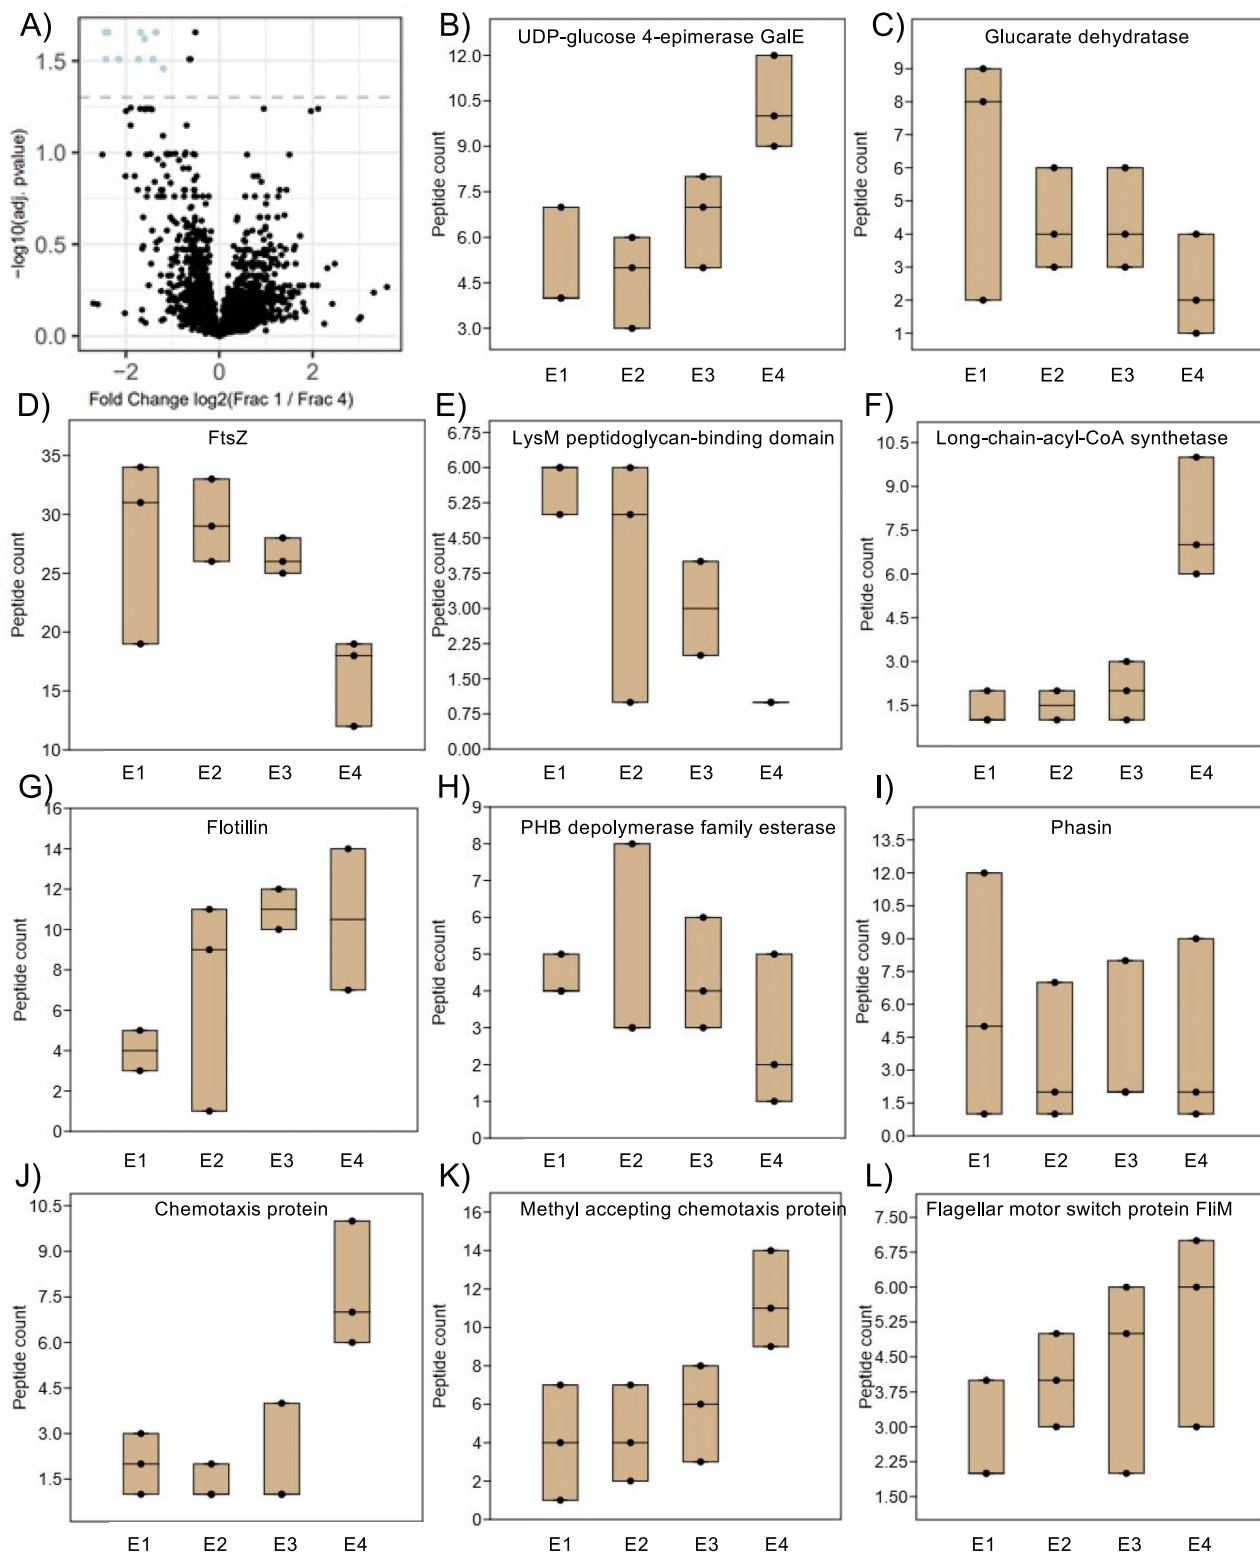 A)
−log10(adj. pvalue)
1.5
1.0
0.5
0.0
−2
0
2
Fold Change log2(Frac 1 / Frac 4)
B)
UDP-glucose 4-epimerase GalE
Peptide count
12.0
10.5
9.0
7.5
6.0
4.5
3.0
E1 E2 E3 E4
C)
Glucarate dehydratase
Peptide count
9
8
7
6
5
4
3
2
1
E1 E2 E3 E4
D)
FtsZ
Peptide count
35
30
25
20
15
10
E1 E2 E3 E4
E)
LysM peptidoglycan-binding domain
Ppetide count
6.75
6.00
5.25
4.50
3.75
3.00
2.25
1.50
0.75
0.00
E1 E2 E3 E4
F)
Long-chain-acyl-CoA synthetase
Petide count
10.5
9.0
7.5
6.0
4.5
3.0
1.5
E1 E2 E3 E4
G)
Flotillin
Peptide count
16
14
12
10
8
6
4
2
0
E1 E2 E3 E4
H)
PHB depolymerase family esterase
Peptid ecount
9
8
7
6
5
4
3
2
1
0
E1 E2 E3 E4
I)
Phasin
Peptide count
13.5
12.0
10.5
9.0
7.5
6.0
4.5
3.0
1.5
0.0
E1 E2 E3 E4
J)
Chemotaxis protein
Peptide count
10.5
9.0
7.5
6.0
4.5
3.0
1.5
E1 E2 E3 E4
K)
Methyl accepting chemotaxis protein
Peptide count
16
14
12
10
8
6
4
2
0
E1 E2 E3 E4
L)
Flagellar motor switch protein FliM
Peptide count
7.50
6.75
6.00
5.25
4.50
3.75
3.00
2.25
1.50
E1 E2 E3 E4